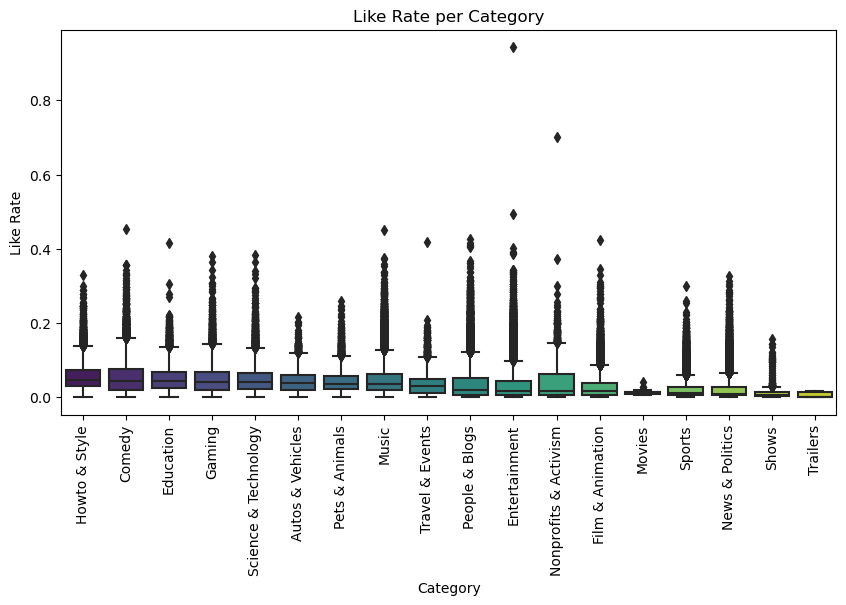 Like Rate per Category
Like Rate
0.8
0.6
0.4
0.2
0.0
Howto & Style
Comedy
Education
Gaming
Science & Technology
Autos & Vehicles
Pets & Animals
Music
Travel & Events
People & Blogs
Entertainment
Nonprofits & Activism
Film & Animation
Movies
Sports
News & Politics
Shows
Trailers
Category